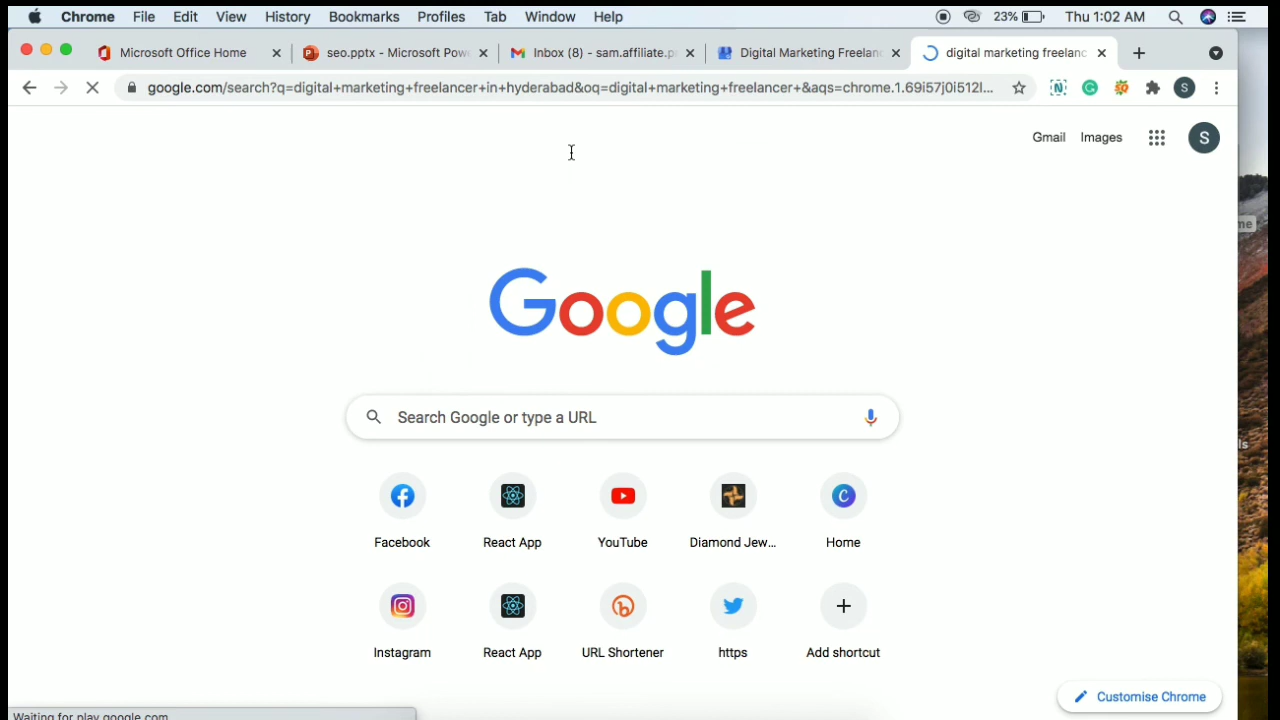 Chrome File Edit View History Bookmarks Profiles Tab Window Help 23% Thu 1:02 AM
Microsoft Office Home seo.pptx - Microsoft Pow Inbox (8) - sam.affiliate.p Digital Marketing Freelan digital marketing freelanc
google.com/search?q=digital+marketing+freelancer+in+hyderabad&oq=digital+marketing+freelancer+&aqs=chrome.1.69i57j0i512l... S
Gmail Images S
me
Google
Search Google or type a URL
ls
Facebook React App YouTube Diamond Jew... Home
Instagram React App URL Shortener https Add shortcut
Customise Chrome
Waiting for play.google.com